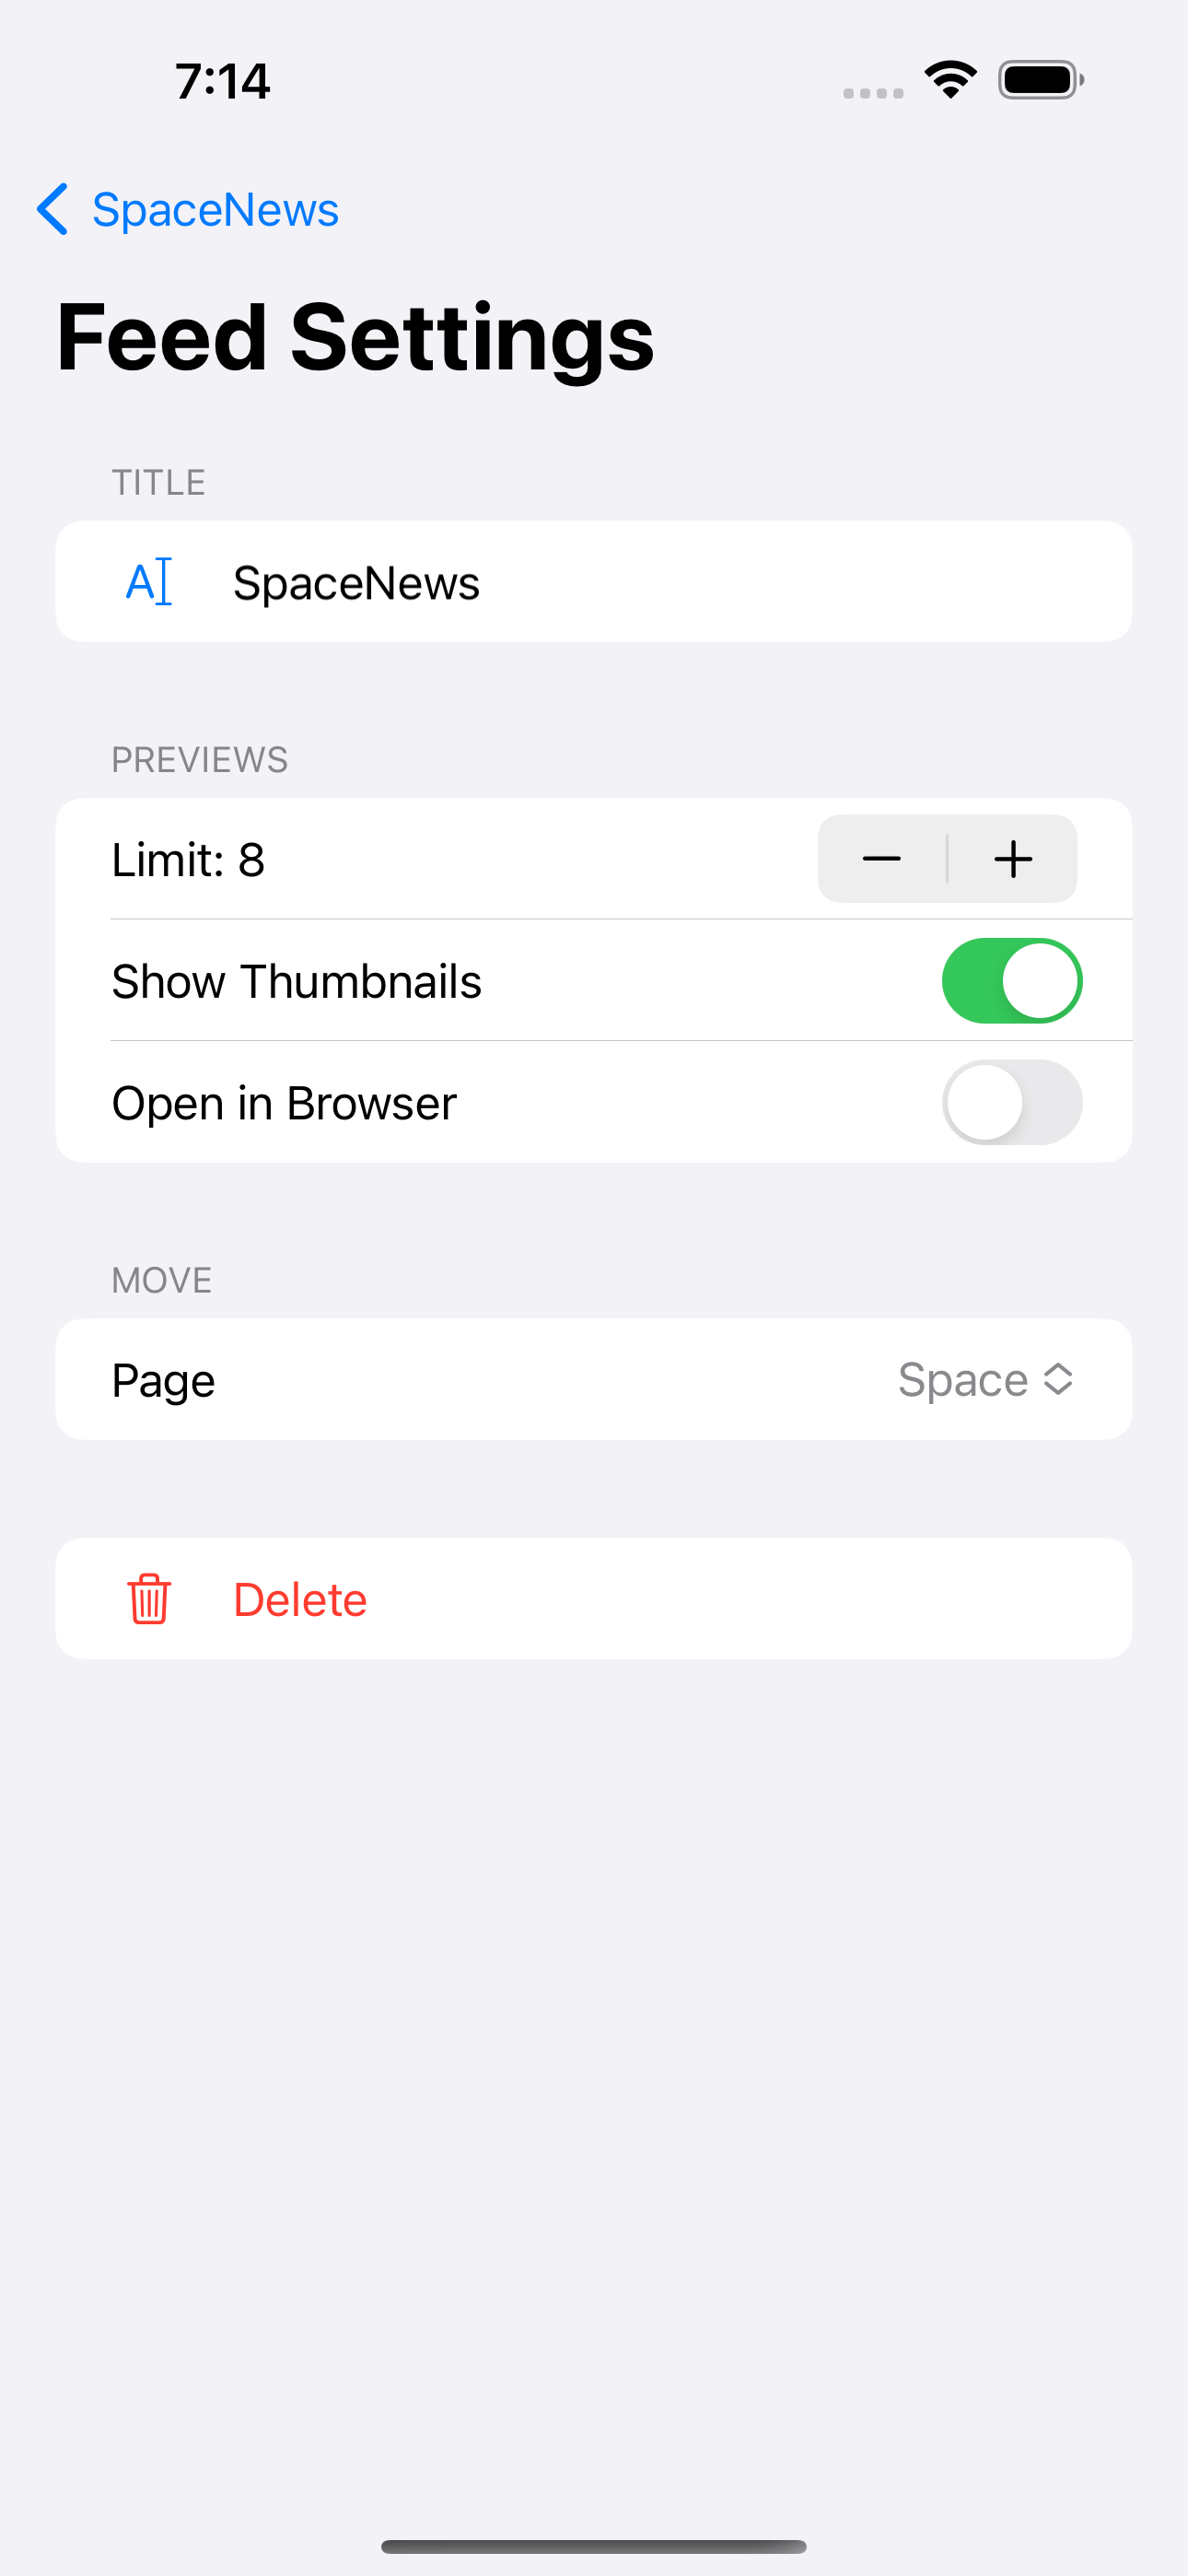 7:14
SpaceNews
Feed Settings
TITLE
SpaceNews
PREVIEWS
Limit: 8
Show Thumbnails
Open in Browser
MOVE
Page Space
Delete